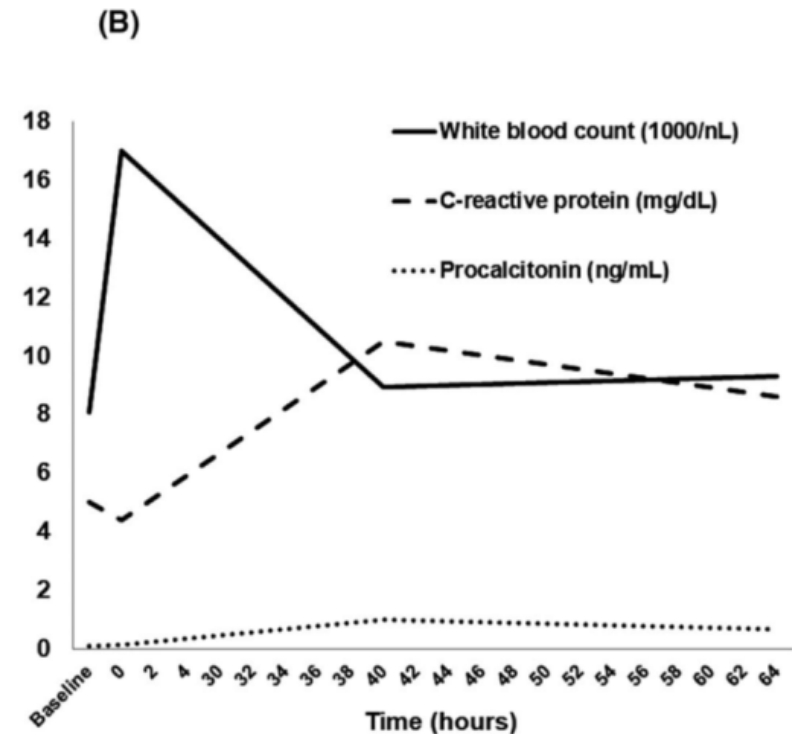 (B)
18
16
14
12
10
8
6
4
2
0
White blood count (1000/nL)
C-reactive protein (mg/dL)
Procalcitonin (ng/mL)
Baseline 0 2 4 30 32 34 36 38 40 42 44 46 48 50 52 54 56 58 60 62 64
Time (hours)